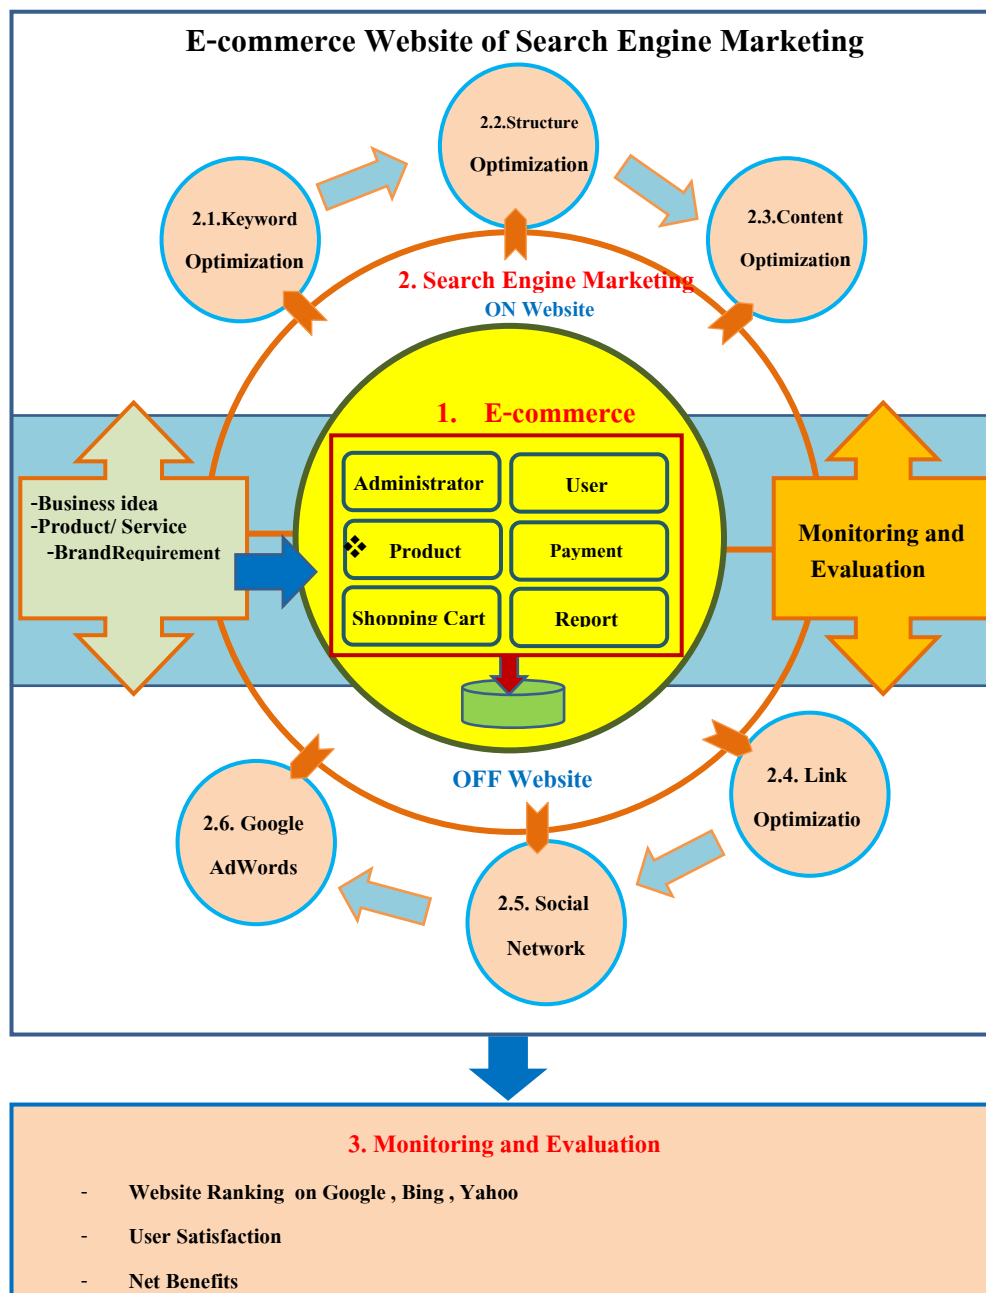 E-commerce Website of Search Engine Marketing
2.2.Structure
Optimization
2.1.Keyword
Optimization
2.3.Content
Optimization
2. Search Engine Marketing
ON Website
1. E-commerce
Administrator
User
Product
Payment
Shopping Cart
Report
-Business idea
-Product/ Service
-BrandRequirement
Monitoring and
Evaluation
OFF Website
2.4. Link
Optimizatio
2.5. Social
Network
2.6. Google
AdWords
3. Monitoring and Evaluation
- Website Ranking on Google , Bing , Yahoo
- User Satisfaction
- Net Benefits